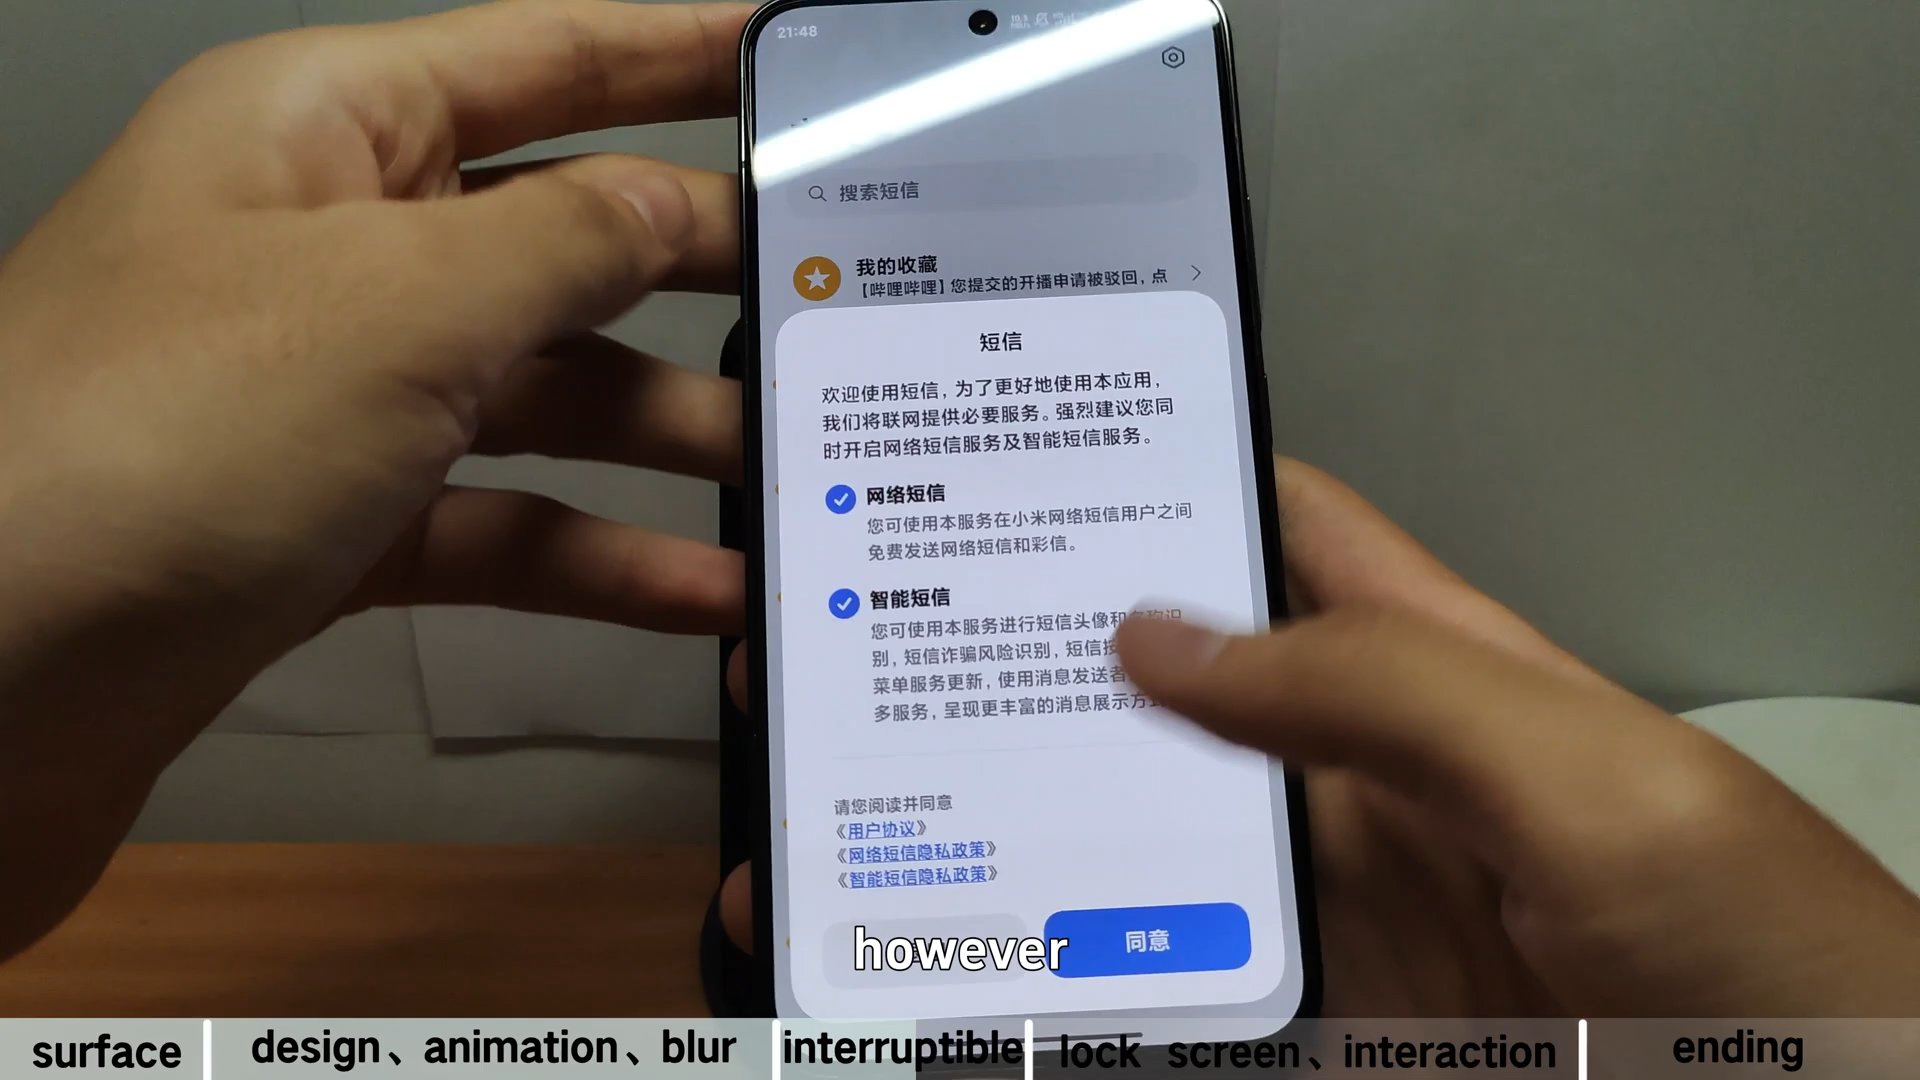 21:48
搜索短信
我的收藏
【哔哩哔哩】您提交的开播申请被驳回，点
短信
欢迎使用短信，为了更好地使用本应用，
我们将联网提供必要服务。强烈建议您同
时开启网络短信服务及智能短信服务。
网络短信
您可使用本服务在小米网络短信用户之间
免费发送网络短信和彩信。
智能短信
您可使用本服务进行短信头像和名称识
别，短信诈骗风险识别，短信
菜单服务更新，使用消息发送者
多服务，呈现更丰富的消息展示方式
请您阅读并同意
《用户协议》
《网络短信隐私政策》
《智能短信隐私政策》
同意
however
surface
design、animation、blur
interruptible
lock screen、interaction
ending